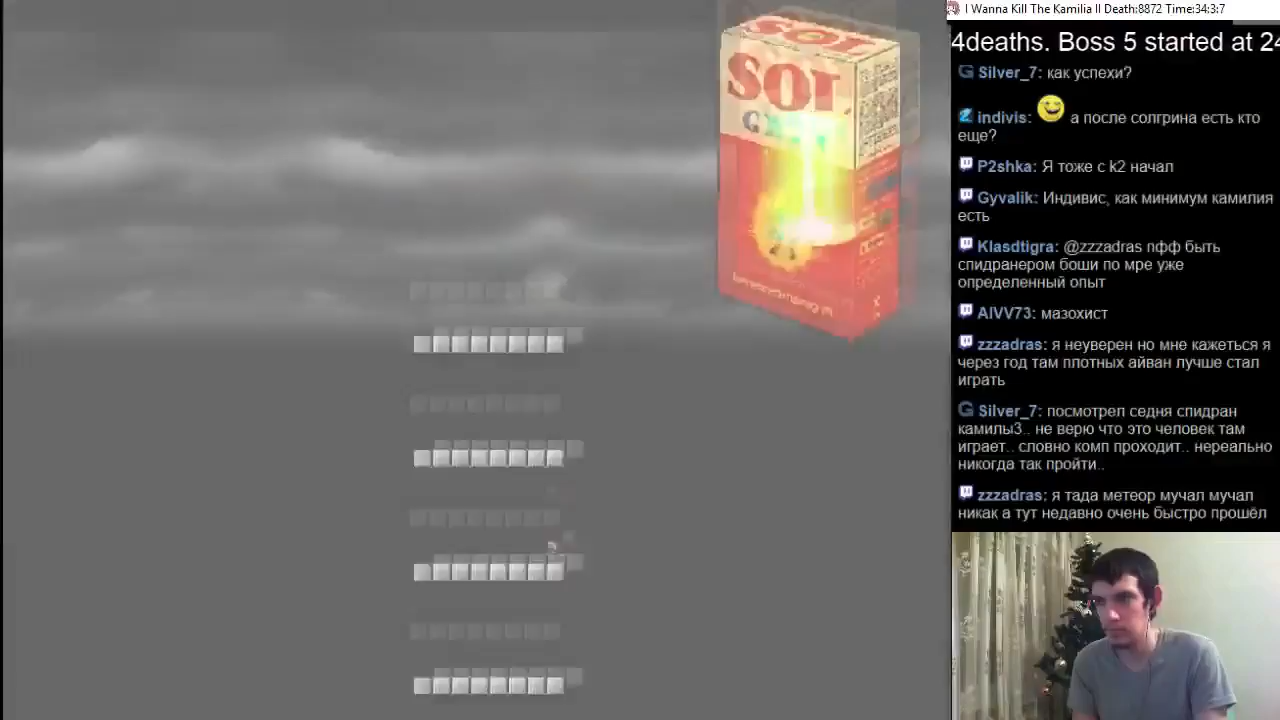 I Wanna Kill The Kamilia II Death:8872 Time:34:3:7
4deaths. Boss 5 started at 24
Silver_7: как успехи?
indivis: а после солгрина есть кто
еще?
P2shka: Я тоже с k2 начал
Gyvalik: Индивис, как минимум камилия
есть
Klasdtigra: @zzzadras пфф быть
спидранером боши по мре уже
определенный опыт
AlVV73: мазохист
zzzadras: я неуверен но мне кажеться я
через год там плотных айван лучше стал
играть
Silver_7: посмотрел седня спидран
камилы3.. не верю что это человек там
играет.. словно комп проходит.. нереально
никогда так пройти..
zzzadras: я тада метеор мучал мучал
никак а тут недавно очень быстро прошёл
SOL
SOL